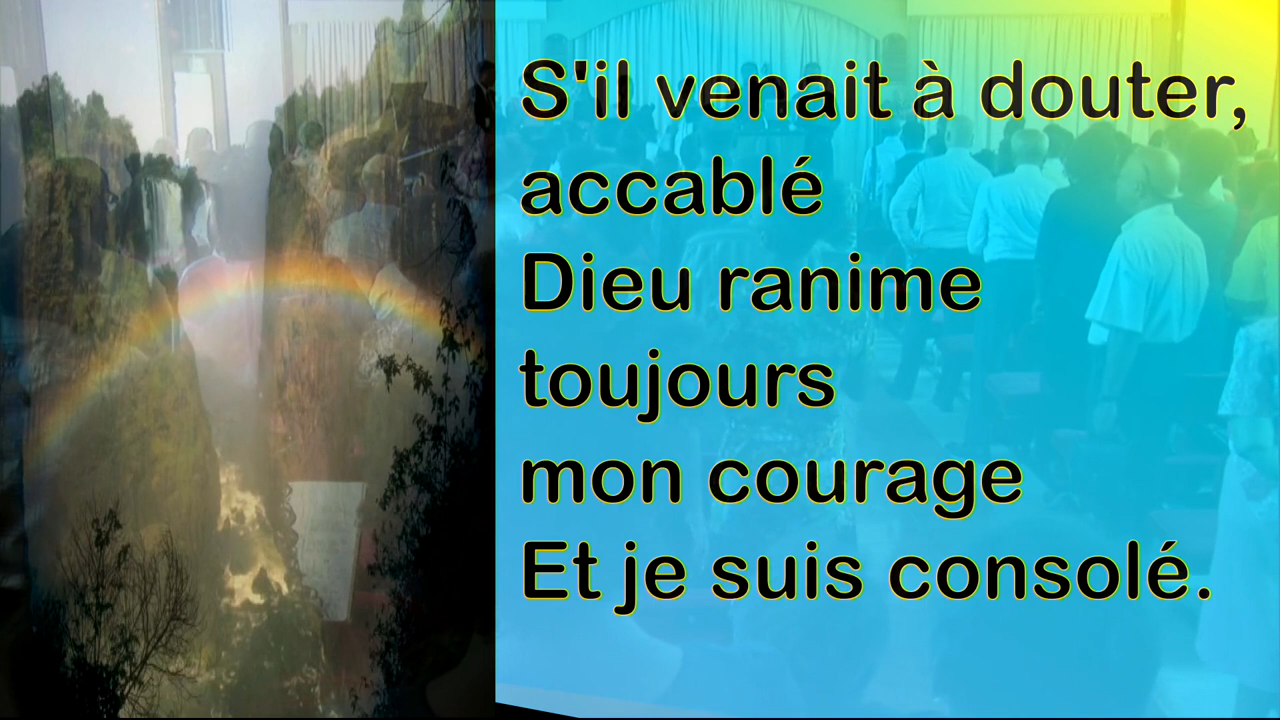 S'il venait à douter,
accablé
Dieu ranime
toujours
mon courage
Et je suis consolé.